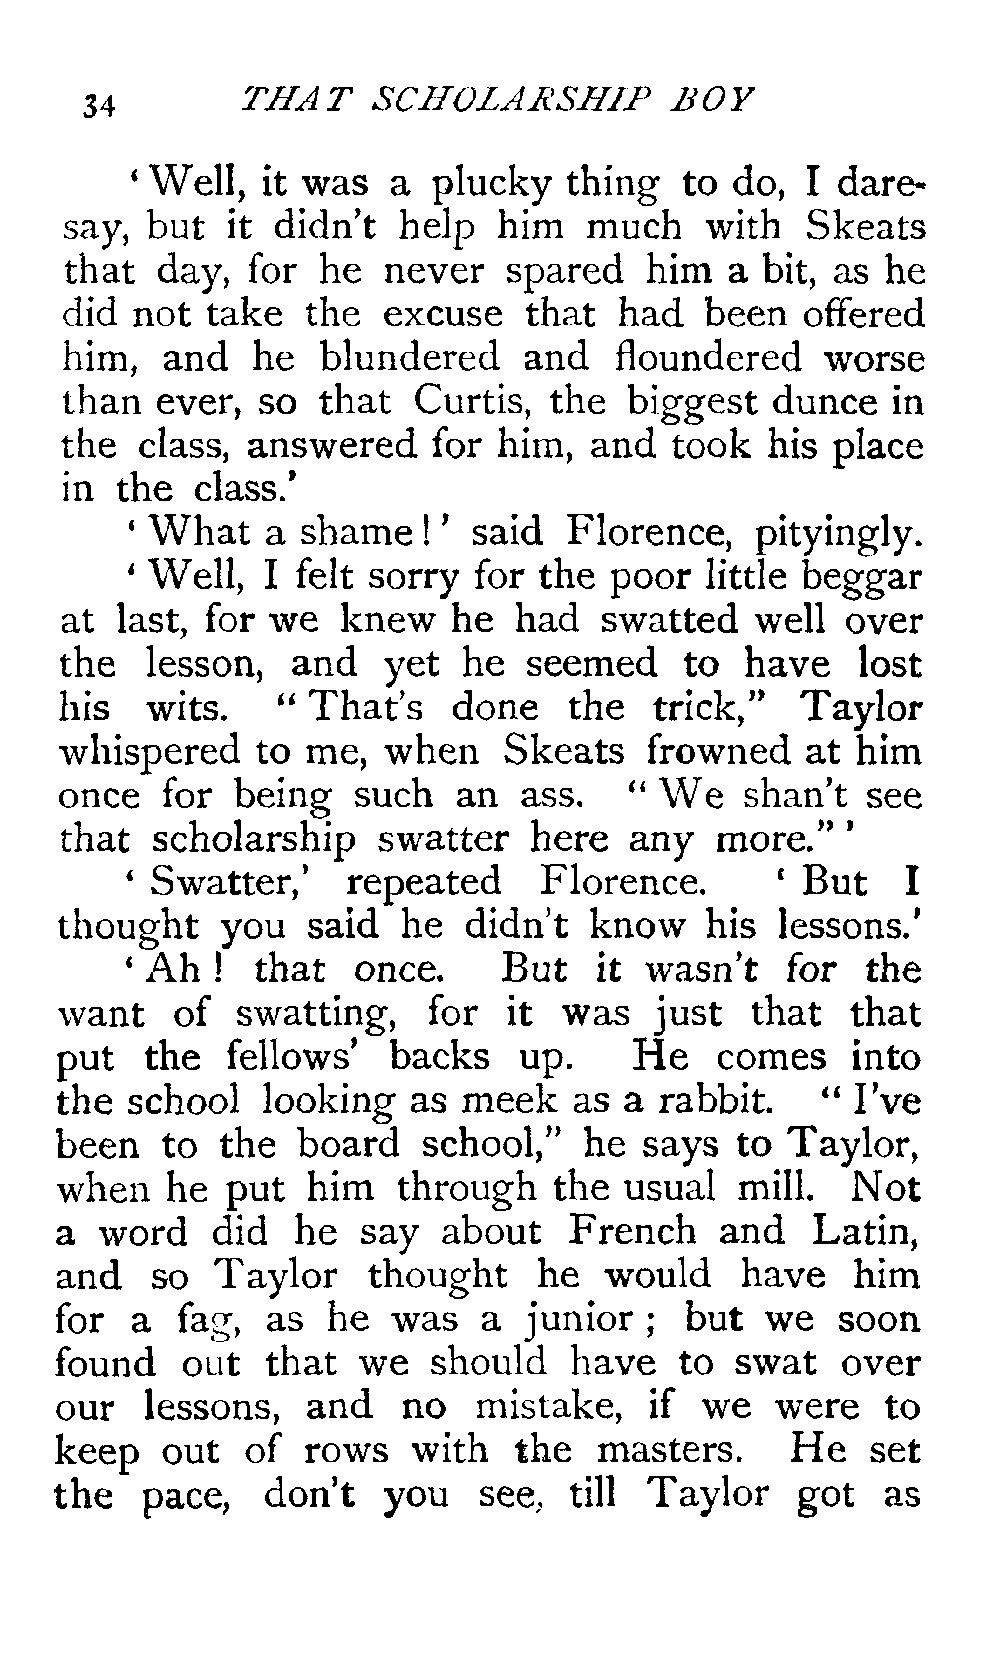 34 THAT SCHOLARSHIP BOY
‘ Well, it was a plucky thing to do, I dare-
say, but it didn’t help him much with Skeats
that day, for he never spared him a bit, as he
did not take the excuse that had been offered
him, and he blundered and floundered worse
than ever, so that Curtis, the biggest dunce in
the class, answered for him, and took his place
in the class.’
‘ What a shame ! ’ said Florence, pityingly.
‘ Well, I felt sorry for the poor little beggar
at last, for we knew he had swatted well over
the lesson, and yet he seemed to have lost
his wits. “ That’s done the trick,” Taylor
whispered to me, when Skeats frowned at him
once for being such an ass. “ We shan’t see
that scholarship swatter here any more.” ’
‘ Swatter,’ repeated Florence. ‘ But I
thought you said he didn’t know his lessons.’
‘ Ah ! that once. But it wasn’t for the
want of swatting, for it was just that that
put the fellows’ backs up. He comes into
the school looking as meek as a rabbit. “ I’ve
been to the board school,” he says to Taylor,
when he put him through the usual mill. Not
a word did he say about French and Latin,
and so Taylor thought he would have him
for a fag, as he was a junior ; but we soon
found out that we should have to swat over
our lessons, and no mistake, if we were to
keep out of rows with the masters. He set
the pace, don’t you see, till Taylor got as